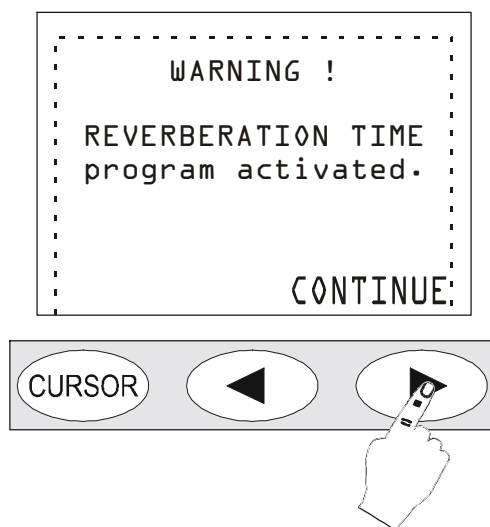 WARNING !
REVERBERATION TIME
program activated.
CONTINUE
CURSOR